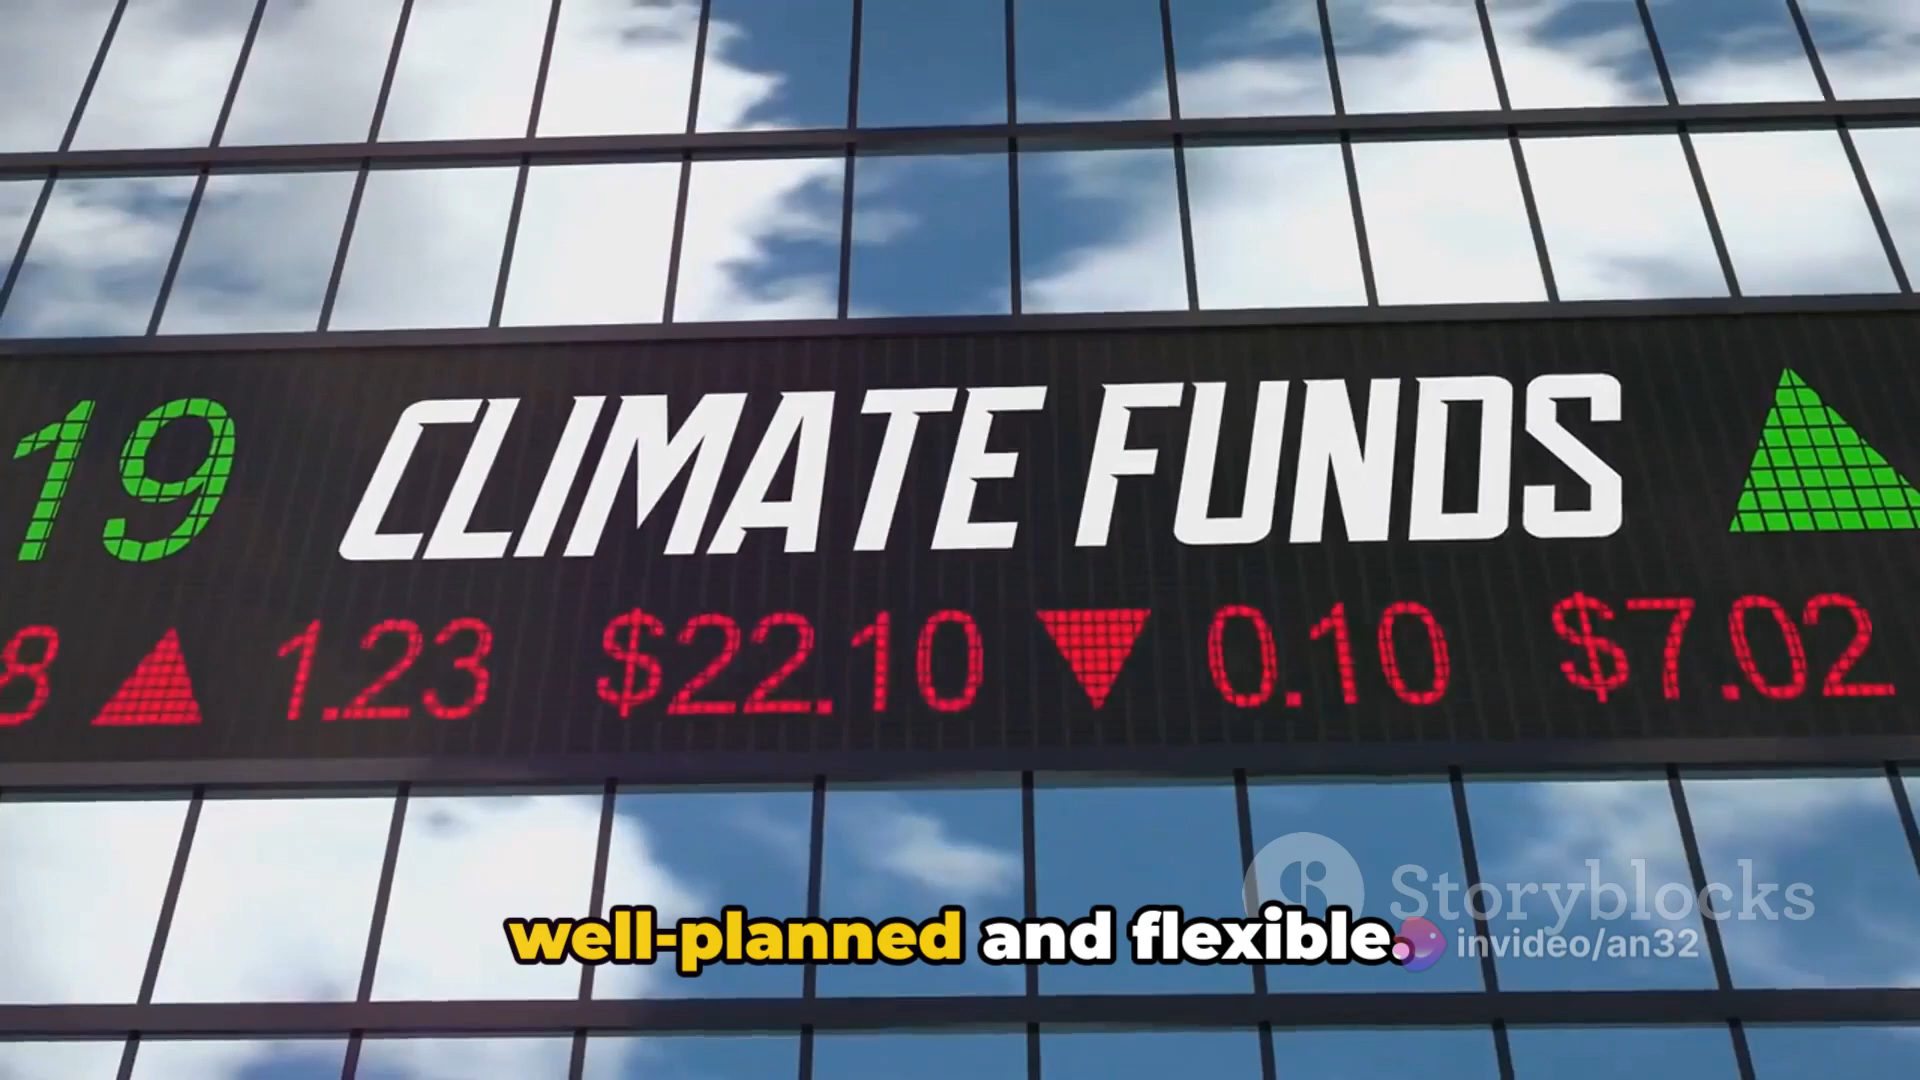 19 CLIMATE FUNDS
8 1.23 $22.10 0.10 $7.02
Storyblocks
well-planned and flexible.
invideo/an32